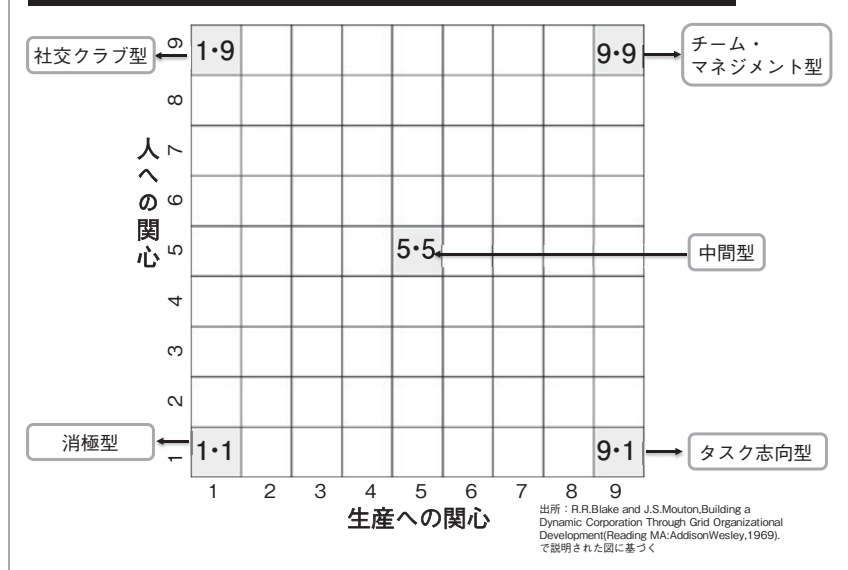 社交クラブ型
9
1・9
9・9
チーム・
マネジメント型
8
7
人への関心
6
5
5・5
中間型
4
3
2
消極型
1
1・1
9・1
タスク志向型
1 2 3 4 5 6 7 8 9
生産への関心
出所：R.R.Blake and J.S.Mouton,Building a
Dynamic Corporation Through Grid Organizational
Development(Reading MA:AddisonWesley,1969).
で説明された図に基づく